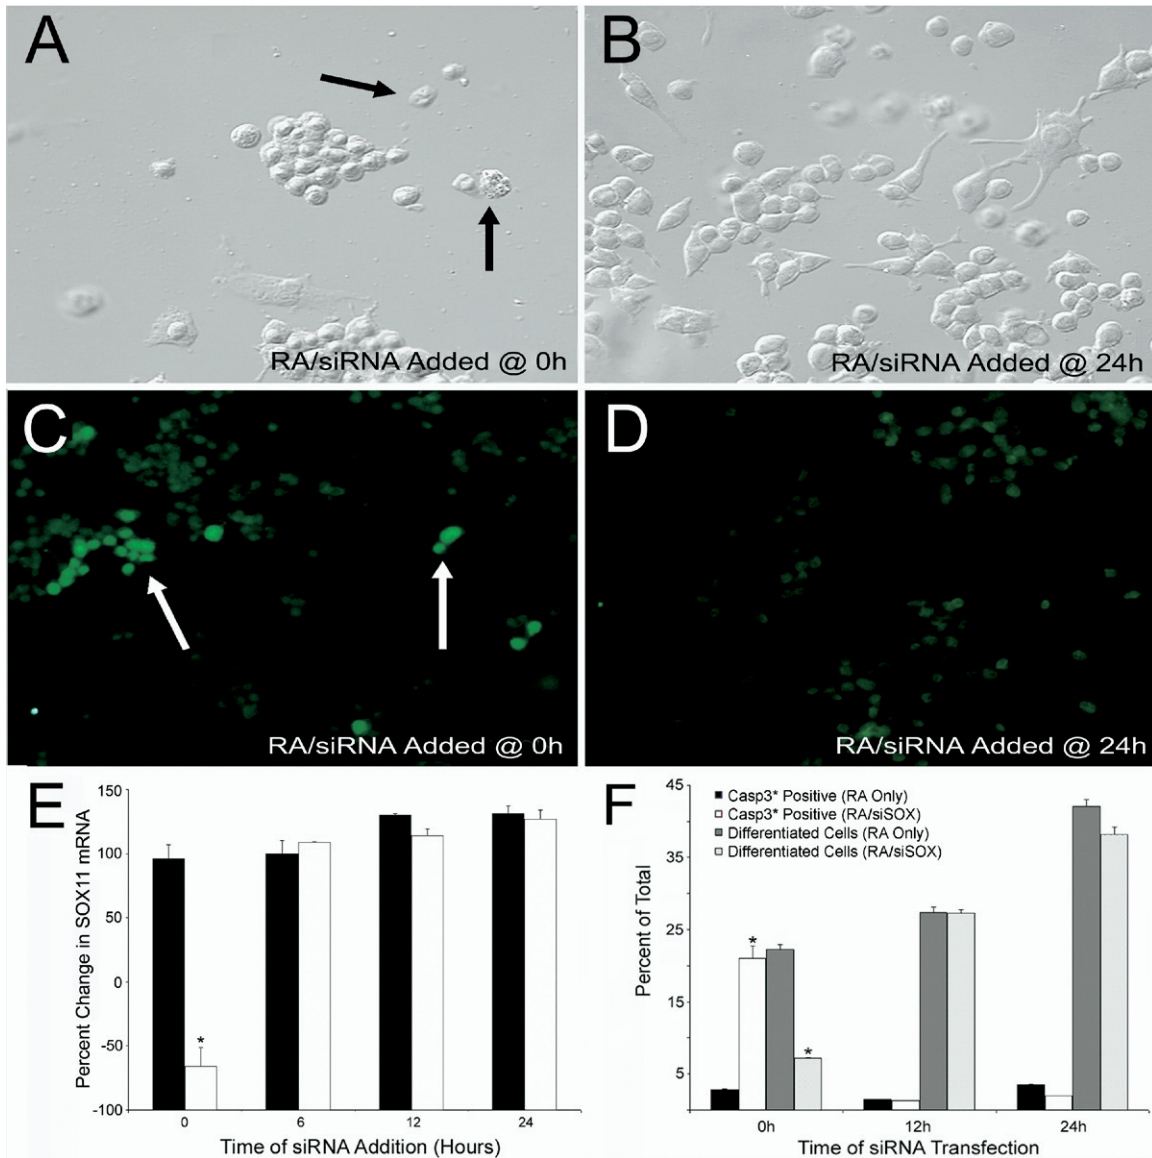 A
RA/siRNA Added @ 0h
B
RA/siRNA Added @ 24h
C
RA/siRNA Added @ 0h
D
RA/siRNA Added @ 24h
E
Percent Change in SOX11 mRNA
150
100
50
0
-50
-100
*
0
6
12
24
Time of siRNA Addition (Hours)
F
Percent of Total
45
35
25
15
5
Casp3* Positive (RA Only)
Casp3* Positive (RA/siSOX)
Differentiated Cells (RA Only)
Differentiated Cells (RA/siSOX)
*
*
0h
12h
24h
Time of siRNA Transfection